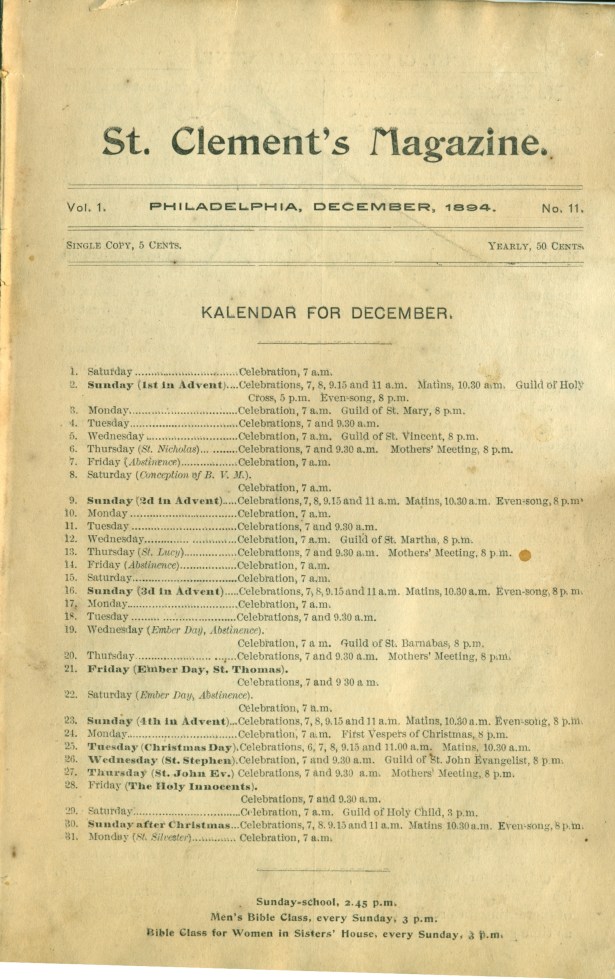 St. Clement's Magazine.
Vol. 1. PHILADELPHIA, DECEMBER, 1894. No. 11.
SINGLE COPY, 5 CENTS. YEARLY, 50 CENTS.
KALENDAR FOR DECEMBER.
1. Saturday ........................Celebration, 7 a.m.
2. Sunday (1st in Advent)....Celebrations, 7, 8, 9.15 and 11 a.m. Matins, 10.30 a.m. Guild of Holy
Cross, 5 p.m. Even-song, 8 p.m.
3. Monday.........................Celebration, 7 a.m. Guild of St. Mary, 8 p.m.
4. Tuesday.........................Celebrations, 7 and 9.30 a.m.
5. Wednesday .....................Celebration, 7 a.m. Guild of St. Vincent, 8 p.m.
6. Thursday (St. Nicholas)... .........Celebrations, 7 and 9.30 a.m. Mothers' Meeting, 8 p.m.
7. Friday (Abstinence)..............Celebration, 7 a.m.
8. Saturday (Conception of B. V. M.).
Celebration, 7 a.m.
9. Sunday (2d in Advent).....Celebrations, 7, 8, 9.15 and 11 a.m. Matins, 10.30 a.m. Even-song, 8 p.m.
10. Monday .........................Celebration, 7 a.m.
11. Tuesday .........................Celebrations, 7 and 9.30 a.m.
12. Wednesday........... ..............Celebration, 7 a.m. Guild of St. Martha, 8 p.m.
13. Thursday (St. Lucy)..............Celebrations, 7 and 9.30 a.m. Mothers' Meeting, 8 p.m.
14. Friday (Abstinence)..............Celebration, 7 a.m.
15. Saturday.........................Celebration, 7 a.m.
16. Sunday (3d in Advent).....Celebrations, 7, 8, 9.15 and 11 a.m. Matins, 10.30 a.m. Even-song, 8 p.m.
17. Monday.........................Celebration, 7 a.m.
18. Tuesday .........................Celebrations, 7 and 9.30 a.m.
19. Wednesday (Ember Day, Abstinence).
Celebration, 7 a m. Guild of St. Barnabas, 8 p.m.
20. Thursday.................. .. ....Celebrations, 7 and 9.30 a.m. Mothers' Meeting, 8 p.m.
21. Friday (Ember Day, St. Thomas).
Celebrations, 7 and 9 30 a m.
22. Saturday (Ember Day, Abstinence).
Celebration, 7 a.m.
23. Sunday (4th in Advent)...Celebrations, 7, 8, 9.15 and 11 a.m. Matins, 10.30 a.m. Even-song, 8 p.m.
24. Monday.........................Celebration, 7 a.m. First Vespers of Christmas, 8 p.m.
25. Tuesday (Christmas Day).Celebrations, 6, 7, 8, 9.15 and 11.00 a.m. Matins, 10.30 a.m.
26. Wednesday (St. Stephen).Celebration, 7 and 9.30 a.m. Guild of St. John Evangelist, 8 p.m.
27. Thursday (St. John Ev.) Celebrations, 7 and 9.30 a.m. Mothers' Meeting, 8 p.m.
28. Friday (The Holy Innocents).
Celebrations, 7 and 9.30 a.m.
29. Saturday.........................Celebration, 7 a.m. Guild of Holy Child, 3 p.m.
30. Sunday after Christmas...Celebrations, 7, 8. 9.15 and 11 a.m. Matins 10.30 a.m. Even-song, 8 p.m.
31. Monday (St. Silvester)............ Celebration, 7 a.m.
Sunday-school, 2.45 p.m.
Men's Bible Class, every Sunday, 3 p.m.
Bible Class for Women in Sisters' House, every Sunday, 3 p.m.